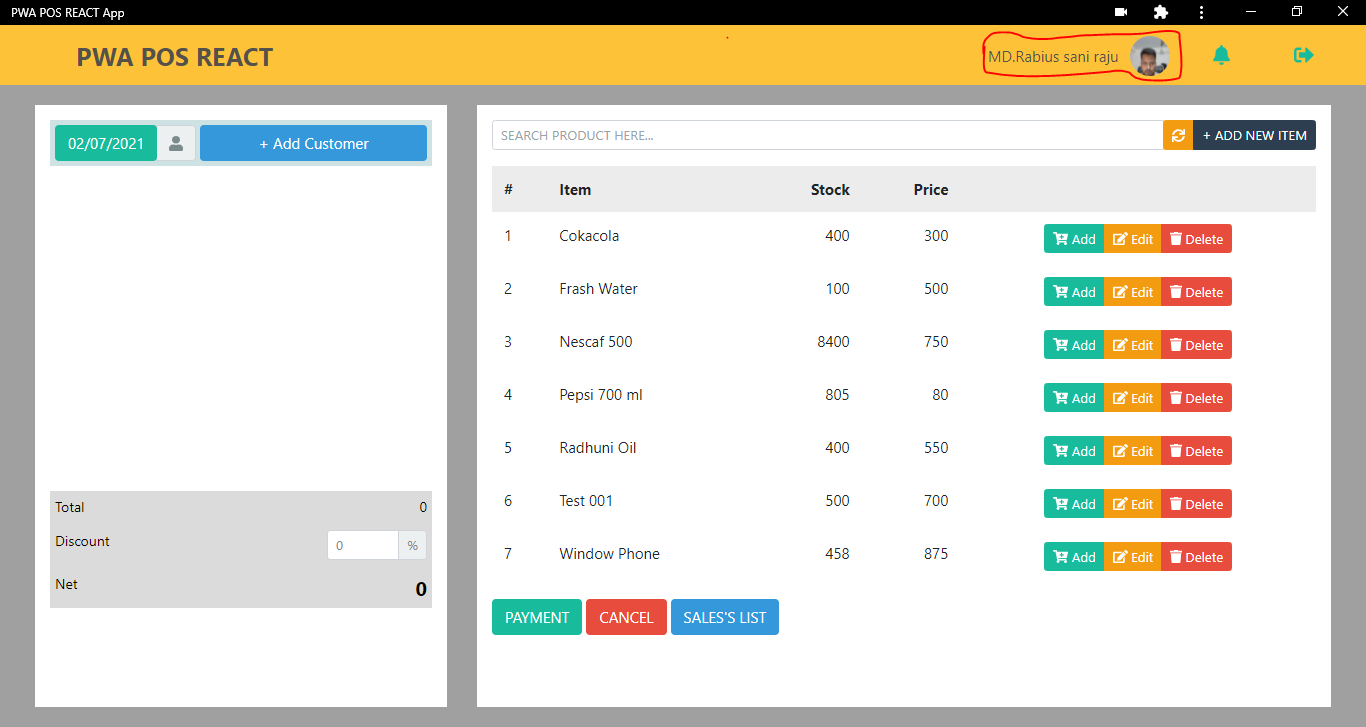 PWA POS REACT App
PWA POS REACT
MD.Rabius sani raju
02/07/2021
+ Add Customer
Total 0
Discount 0 %
Net 0
SEARCH PRODUCT HERE...
+ ADD NEW ITEM
# Item Stock Price
1 Cokacola 400 300 Add Edit Delete
2 Frash Water 100 500 Add Edit Delete
3 Nescaf 500 8400 750 Add Edit Delete
4 Pepsi 700 ml 805 80 Add Edit Delete
5 Radhuni Oil 400 550 Add Edit Delete
6 Test 001 500 700 Add Edit Delete
7 Window Phone 458 875 Add Edit Delete
PAYMENT CANCEL SALES'S LIST